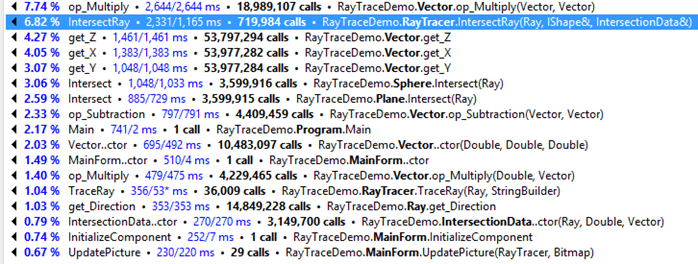 7.74 % op_Multiply • 2,644/2,644 ms • 18,989,107 calls • RayTraceDemo.Vector.op_Multiply(Vector, Vector)
6.82 % IntersectRay • 2,331/1,165 ms • 719,984 calls • RayTraceDemo.RayTracer.IntersectRay(Ray, IShape&, IntersectionData&)
4.27 % get_Z • 1,461/1,461 ms • 53,797,294 calls • RayTraceDemo.Vector.get_Z
4.05 % get_X • 1,383/1,383 ms • 53,977,282 calls • RayTraceDemo.Vector.get_X
3.07 % get_Y • 1,048/1,048 ms • 53,977,284 calls • RayTraceDemo.Vector.get_Y
3.06 % Intersect • 1,048/1,033 ms • 3,599,916 calls • RayTraceDemo.Sphere.Intersect(Ray)
2.59 % Intersect • 885/729 ms • 3,599,915 calls • RayTraceDemo.Plane.Intersect(Ray)
2.33 % op_Subtraction • 797/791 ms • 4,409,459 calls • RayTraceDemo.Vector.op_Subtraction(Vector, Vector)
2.17 % Main • 741/2 ms • 1 call • RayTraceDemo.Program.Main
2.03 % Vector..ctor • 695/492 ms • 10,483,097 calls • RayTraceDemo.Vector..ctor(Double, Double, Double)
1.49 % MainForm..ctor • 510/4 ms • 1 call • RayTraceDemo.MainForm..ctor
1.40 % op_Multiply • 479/475 ms • 4,229,465 calls • RayTraceDemo.Vector.op_Multiply(Double, Vector)
1.04 % TraceRay • 356/53* ms • 36,009 calls • RayTraceDemo.RayTracer.TraceRay(Ray, StringBuilder)
1.03 % get_Direction • 353/353 ms • 14,849,228 calls • RayTraceDemo.Ray.get_Direction
0.79 % IntersectionData..ctor • 270/270 ms • 3,149,700 calls • RayTraceDemo.IntersectionData..ctor(Ray, Double, Vector)
0.74 % InitializeComponent • 252/7 ms • 1 call • RayTraceDemo.MainForm.InitializeComponent
0.67 % UpdatePicture • 230/220 ms • 29 calls • RayTraceDemo.MainForm.UpdatePicture(RayTracer, Bitmap)